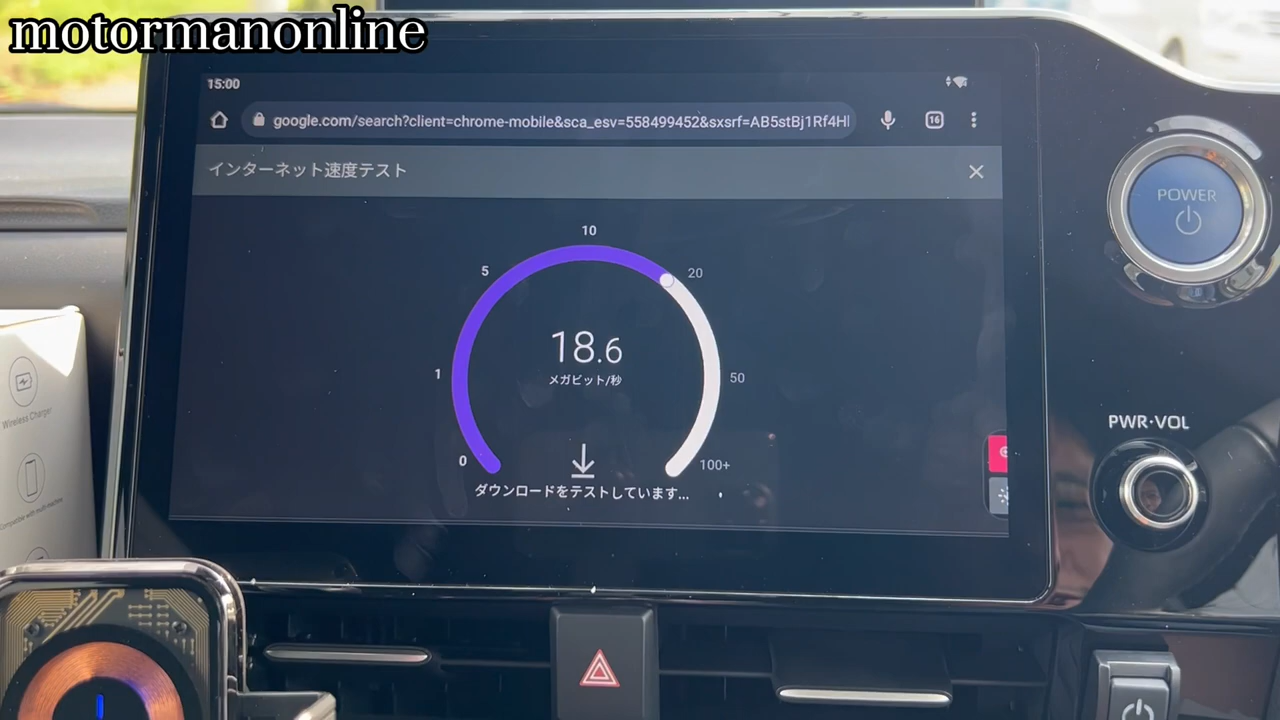 motormanonline
15:00
google.com/search?client=chrome-mobile&sca_esv=558499452&sxsrf=AB5stBj1Rf4H
16
インターネット速度テスト
POWER
10
5
20
18.6
メガビット/秒
1
50
0
100+
ダウンロードをテストしています...
PWR·VOL
Wireless Charger